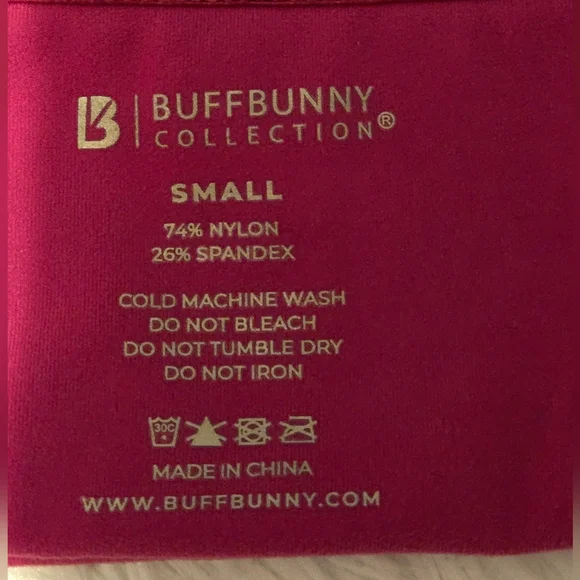 B | BUFFBUNNY
COLLECTION®
SMALL
74% NYLON
26% SPANDEX
COLD MACHINE WASH
DO NOT BLEACH
DO NOT TUMBLE DRY
DO NOT IRON
30C
MADE IN CHINA
WWW.BUFFBUNNY.COM